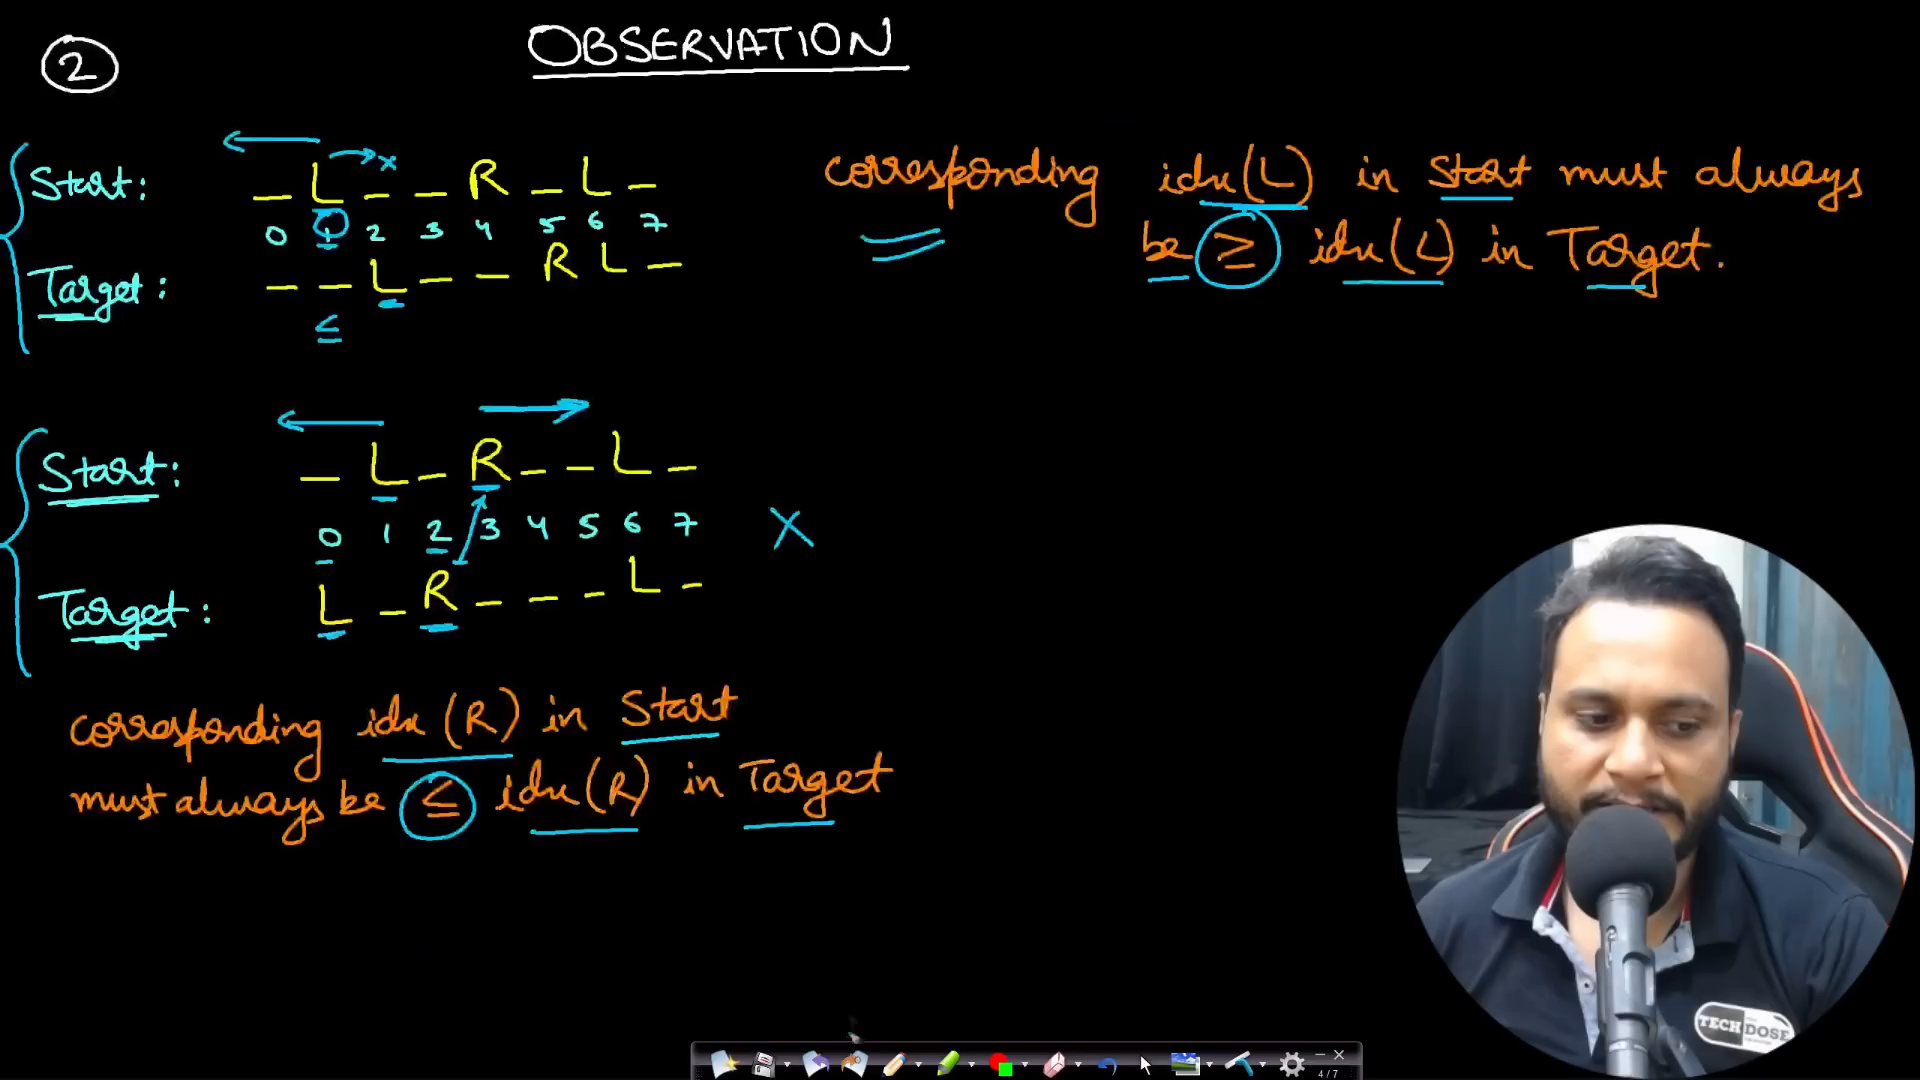 2
OBSERVATION
Start: _ L _ _ R _ L _
0 1 2 3 4 5 6 7
Target: _ _ L _ _ R L _
≤
corresponding idx(L) in Start must always
be ≥ idx(L) in Target.
Start: _ L _ R _ _ L _
0 1 2 3 4 5 6 7 X
Target: L _ R _ _ _ L _
corresponding idx(R) in Start
must always be ≤ idx(R) in Target
TECH DOSE
4/7